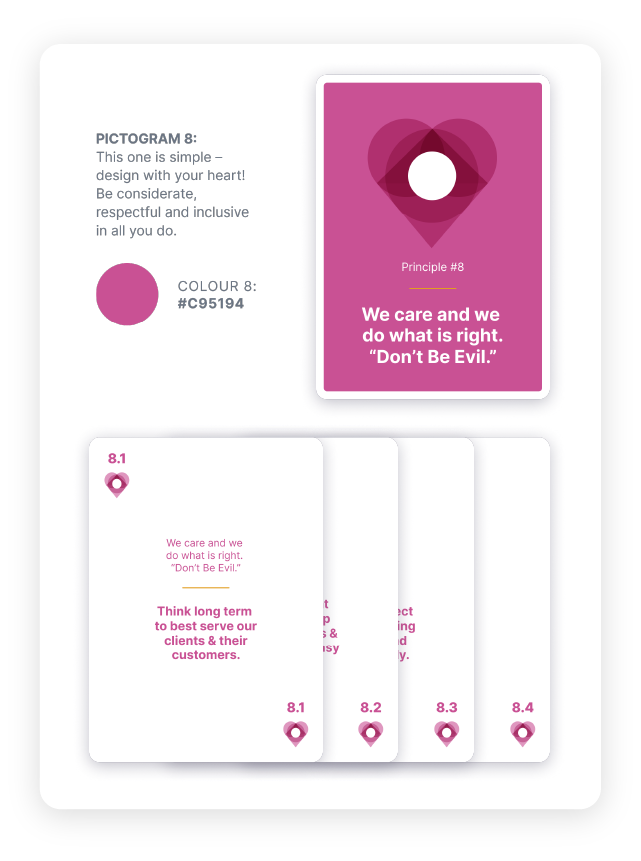 PICTOGRAM 8:
This one is simple –
design with your heart!
Be considerate,
respectful and inclusive
in all you do.
COLOUR 8:
#C95194
Principle #8
We care and we
do what is right.
“Don’t Be Evil.”
8.1
We care and we
do what is right.
“Don’t Be Evil.”
Think long term
to best serve our
clients & their
customers.
8.1
8.2
8.3
8.4